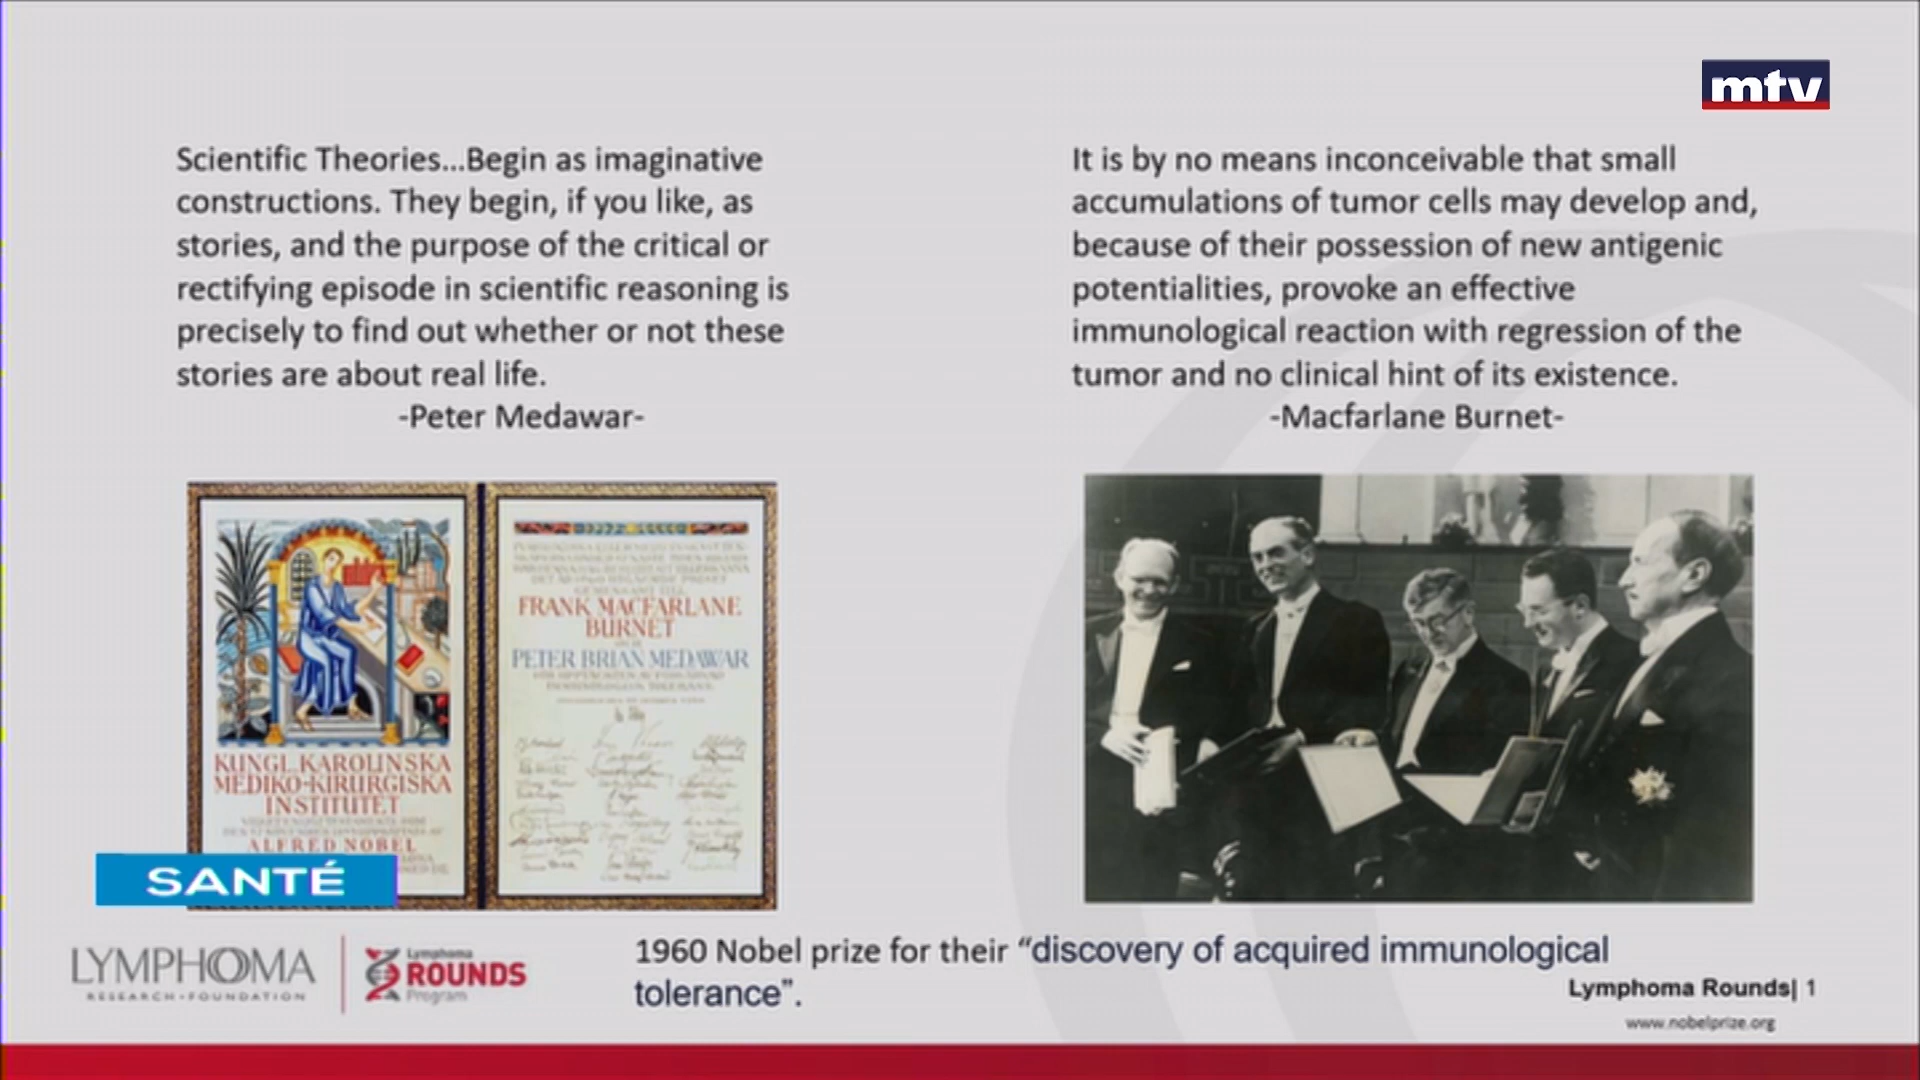 mtv
Scientific Theories...Begin as imaginative
constructions. They begin, if you like, as
stories, and the purpose of the critical or
rectifying episode in scientific reasoning is
precisely to find out whether or not these
stories are about real life.
-Peter Medawar-
It is by no means inconceivable that small
accumulations of tumor cells may develop and,
because of their possession of new antigenic
potentialities, provoke an effective
immunological reaction with regression of the
tumor and no clinical hint of its existence.
-Macfarlane Burnet-
KUNGL. KAROLINSKA
MEDIKO-KIRURGISKA
INSTITUTET
ALFRED NOBEL
FRANK MACFARLANE
BURNET
PETER BRIAN MEDAWAR
SANTÉ
LYMPHOMA
RESEARCH • FOUNDATION
Lymphoma
ROUNDS
Program
1960 Nobel prize for their “discovery of acquired immunological
tolerance”.
Lymphoma Rounds| 1
www.nobelprize.org